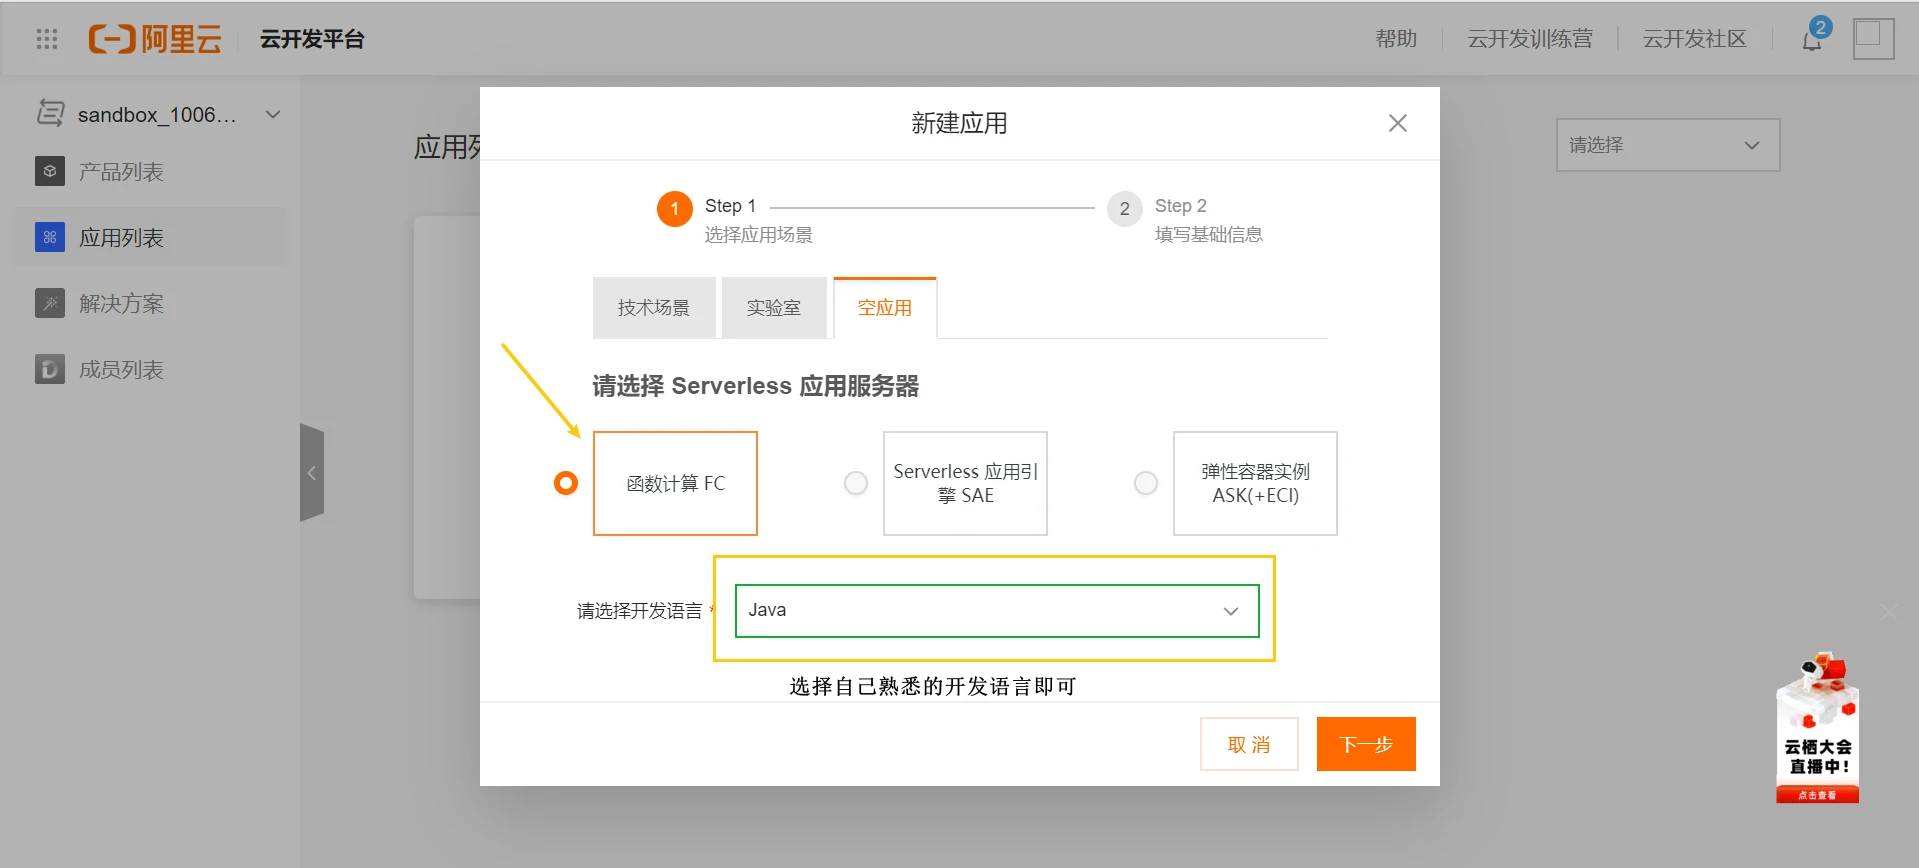 阿里云
云开发平台
帮助
云开发训练营
云开发社区
2
sandbox_1006...
产品列表
应用列表
解决方案
成员列表
应用列
请选择
新建应用
1
Step 1
选择应用场景
2
Step 2
填写基础信息
技术场景
实验室
空应用
请选择 Serverless 应用服务器
函数计算 FC
Serverless 应用引
擎 SAE
弹性容器实例
ASK(+ECI)
请选择开发语言 *
Java
选择自己熟悉的开发语言即可
取 消
下一步
云栖大会
直播中!
点击查看